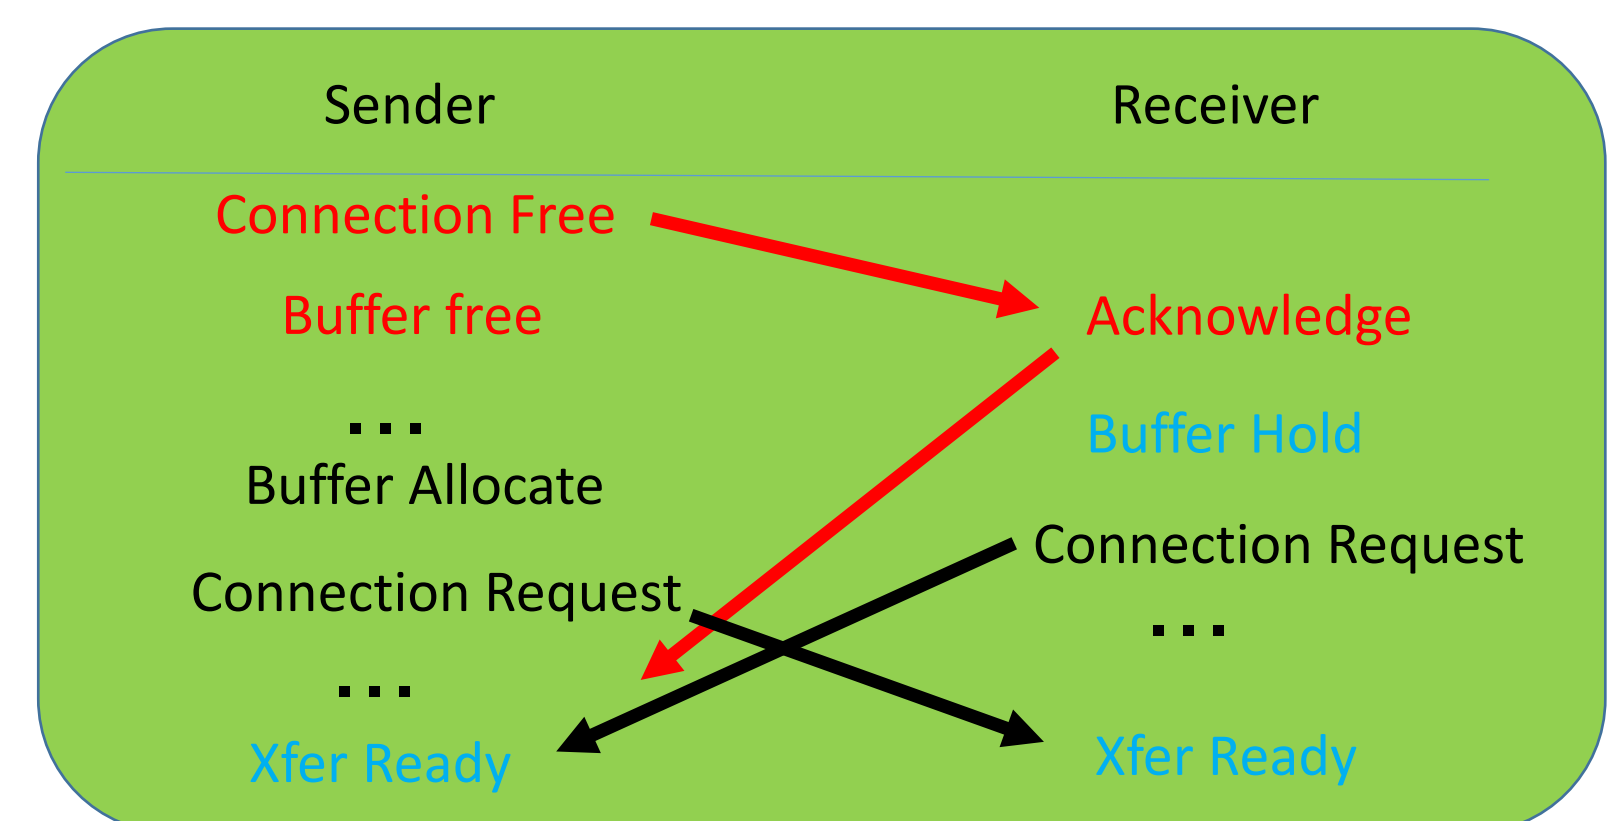 Sender
Receiver
Connection Free
Buffer free
Acknowledge
...
Buffer Hold
Buffer Allocate
Connection Request
Connection Request
...
...
Xfer Ready
Xfer Ready